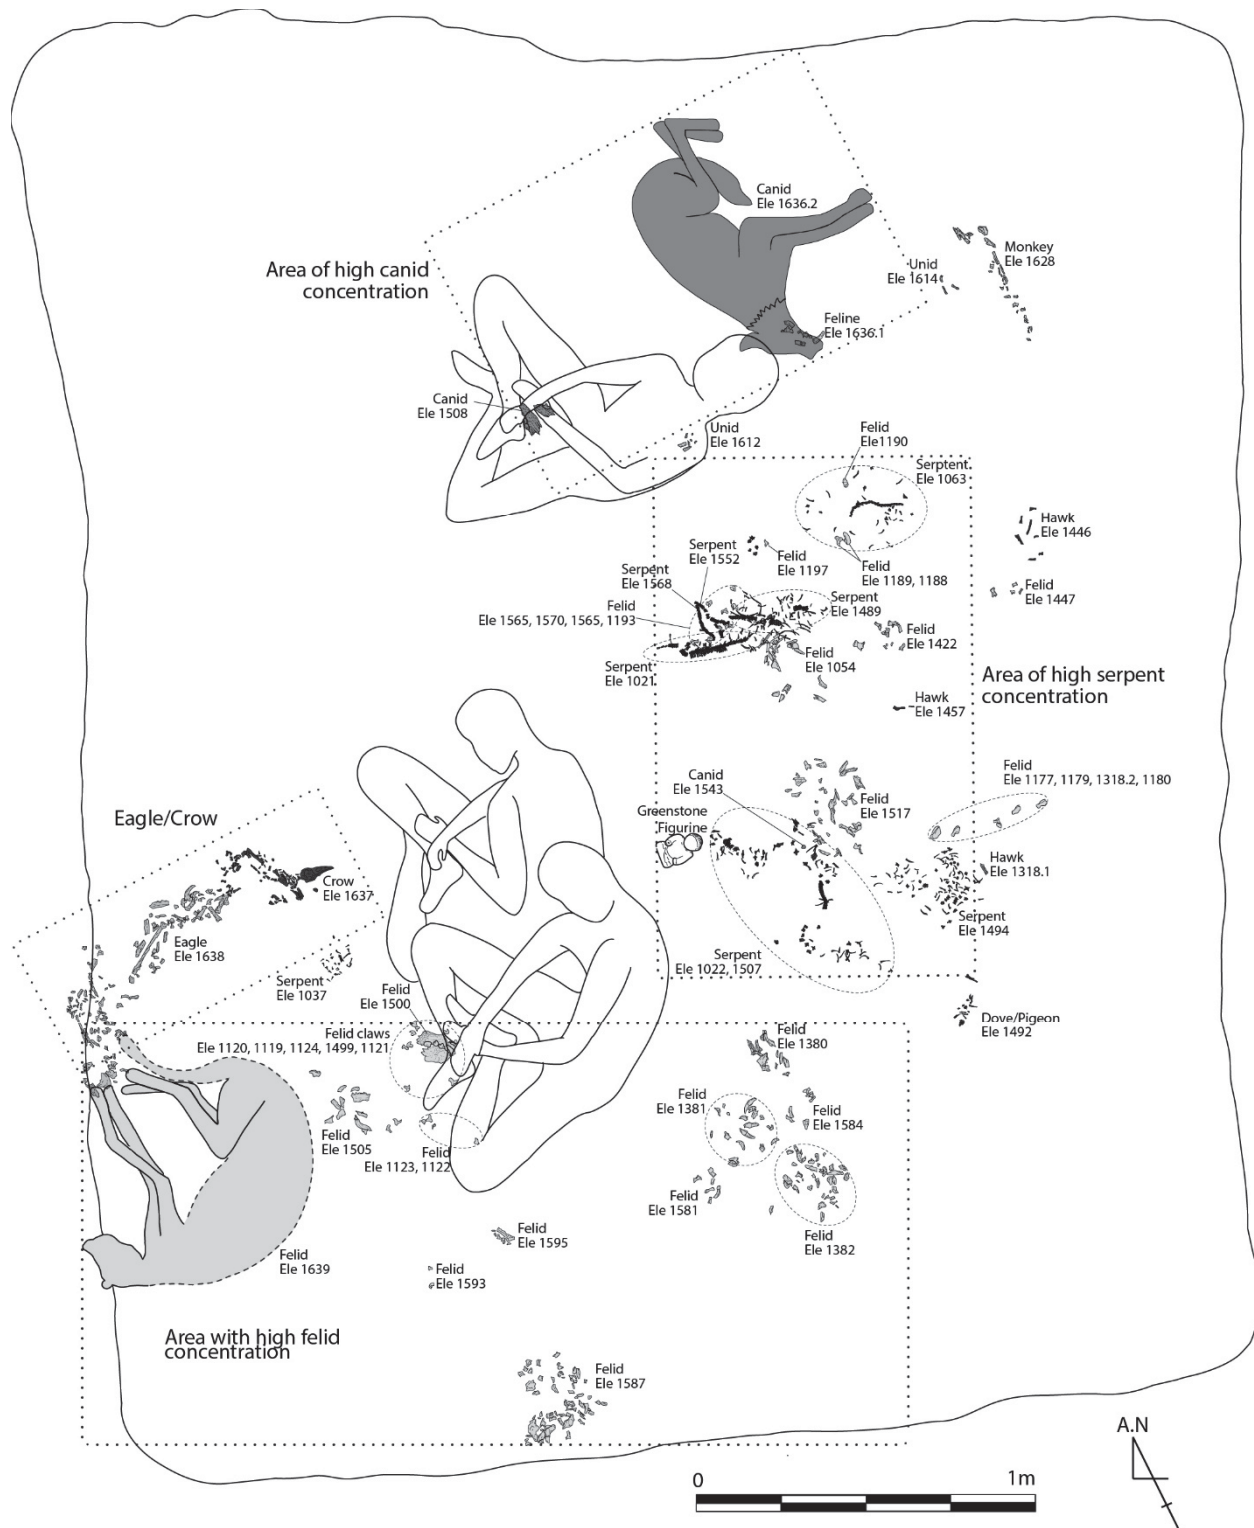 Canid
Ele 1636.2
Area of high canid
concentration
Monkey
Ele 1628
Unid
Ele 1614
Feline
Ele 1636.1
Canid
Ele 1508
Unid
Ele 1612
Felid
Ele1190
Serptent
Ele 1063
Hawk
Ele 1446
Serpent
Ele 1552
Felid
Ele 1197
Felid
Ele 1189, 1188
Serpent
Ele 1568
Felid
Ele 1447
Felid
Ele 1565, 1570, 1565, 1193
Serpent
Ele 1489
Felid
Ele 1422
Serpent
Ele 1021
Felid
Ele 1054
Area of high serpent
concentration
Hawk
Ele 1457
Felid
Ele 1177, 1179, 1318.2, 1180
Canid
Ele 1543
Greenstone
Figurine
Felid
Ele 1517
Eagle/Crow
Hawk
Ele 1318.1
Crow
Ele 1637
Serpent
Ele 1494
Eagle
Ele 1638
Serpent
Ele 1022, 1507
Serpent
Ele 1037
Felid
Ele 1500
Dove/Pigeon
Ele 1492
Felid claws
Ele 1120, 1119, 1124, 1499, 1121
Felid
Ele 1380
Felid
Ele 1381
Felid
Ele 1584
Felid
Ele 1505
Felid
Ele 1123, 1122
Felid
Ele 1581
Felid
Ele 1382
Felid
Ele 1595
Felid
Ele 1639
Felid
Ele 1593
Area with high felid
concentration
Felid
Ele 1587
A.N
0
1m